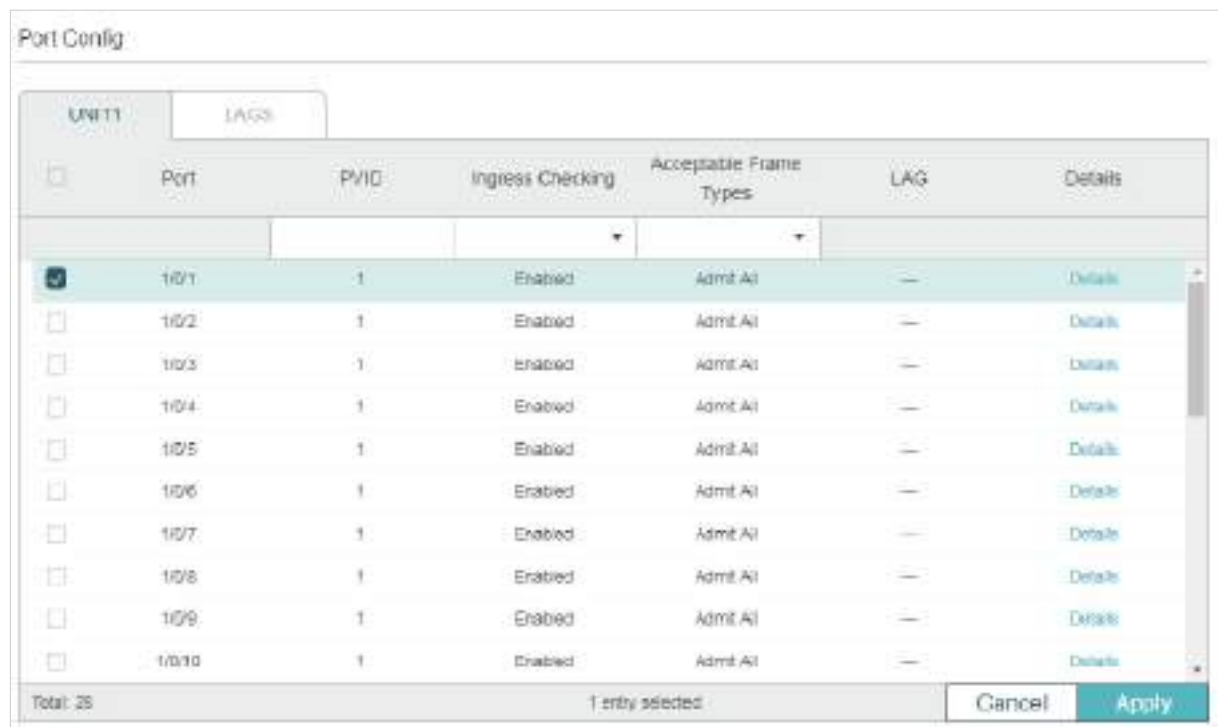 Port Config
UNIT1 LAGS
Port PVID Ingress Checking Acceptable Frame Types LAG Details
1/0/1 1 Enabled Admit All --- Details
1/0/2 1 Enabled Admit All --- Details
1/0/3 1 Enabled Admit All --- Details
1/0/4 1 Enabled Admit All --- Details
1/0/5 1 Enabled Admit All --- Details
1/0/6 1 Enabled Admit All --- Details
1/0/7 1 Enabled Admit All --- Details
1/0/8 1 Enabled Admit All --- Details
1/0/9 1 Enabled Admit All --- Details
1/0/10 1 Enabled Admit All --- Details
Total: 28 1 entry selected Cancel Apply